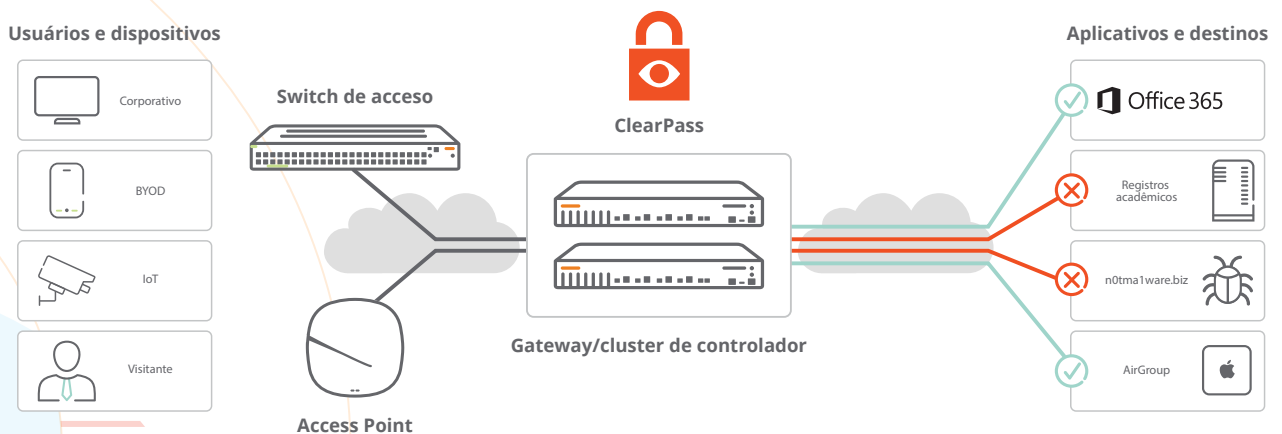 Usuários e dispositivos
Corporativo
BYOD
IoT
Visitante
Switch de acceso
Access Point
ClearPass
Gateway/cluster de controlador
Aplicativos e destinos
Office 365
Registros
acadêmicos
n0tma1ware.biz
AirGroup